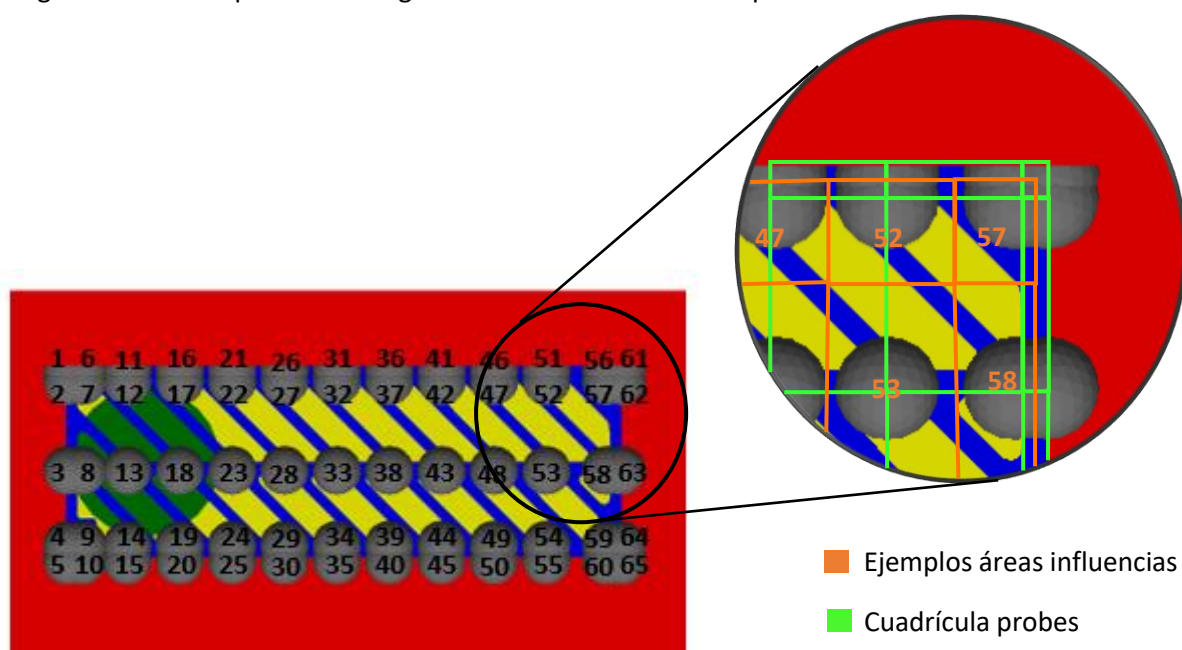 47 52 57
53 58
1 6 11 16 21 26 31 36 41 46 51 56 61
2 7 12 17 22 27 32 37 42 47 52 57 62
3 8 13 18 23 28 33 38 43 48 53 58 63
4 9 14 19 24 29 34 39 44 49 54 59 64
5 10 15 20 25 30 35 40 45 50 55 60 65
Ejemplos áreas influencias
Cuadrícula probes